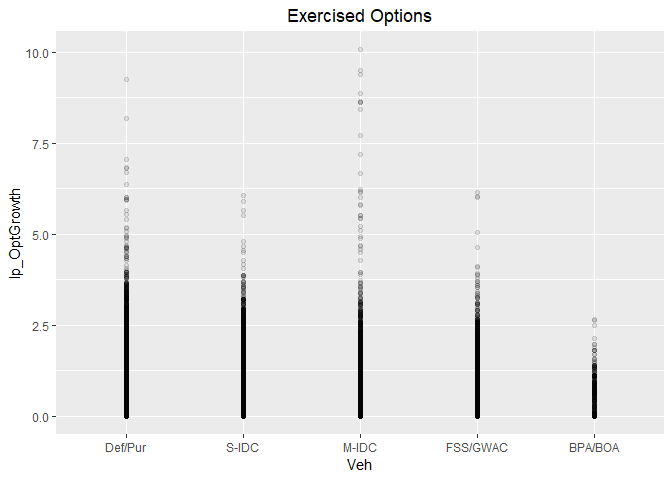 Exercised Options
10.0
7.5
5.0
2.5
0.0
lp_OptGrowth
Def/Pur S-IDC M-IDC FSS/GWAC BPA/BOA
Veh